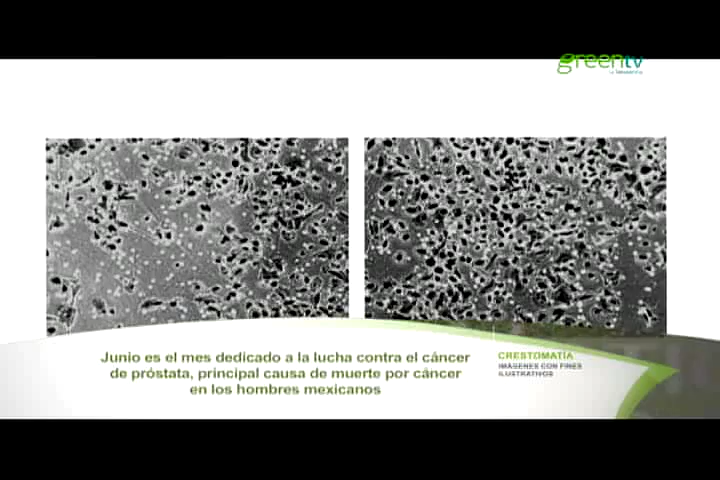 greentv
Junio es el mes dedicado a la lucha contra el cáncer
de próstata, principal causa de muerte por cáncer
en los hombres mexicanos
CRESTOMATÍA
IMÁGENES CON FINES
ILUSTRATIVOS